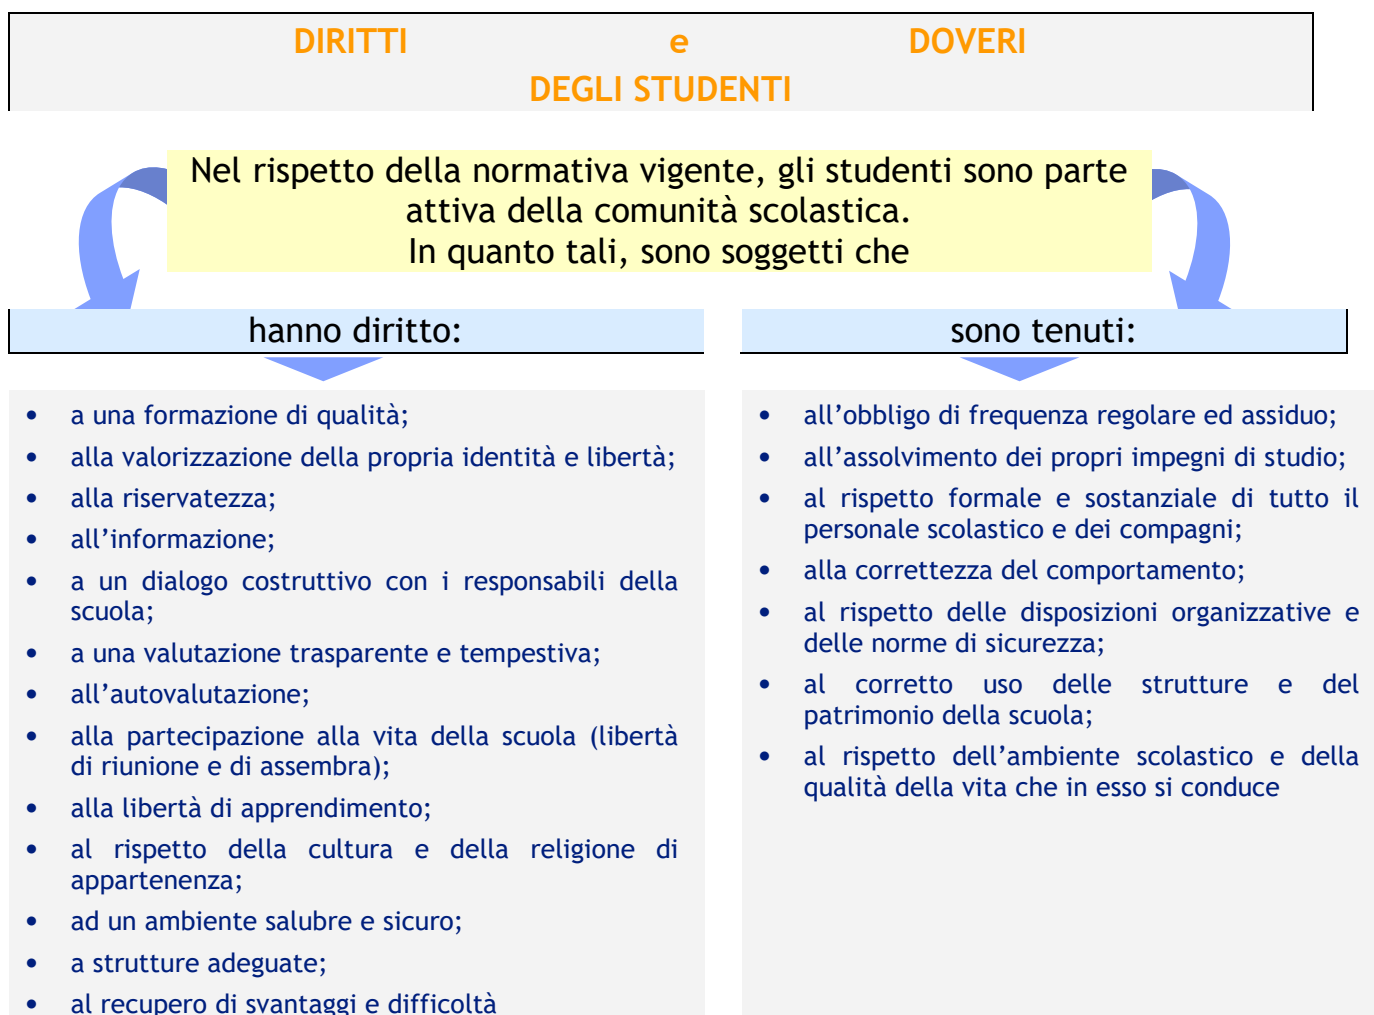 DIRITTI e DOVERI
DEGLI STUDENTI
Nel rispetto della normativa vigente, gli studenti sono parte
attiva della comunità scolastica.
In quanto tali, sono soggetti che
hanno diritto:
• a una formazione di qualità;
• alla valorizzazione della propria identità e libertà;
• alla riservatezza;
• all’informazione;
• a un dialogo costruttivo con i responsabili della
scuola;
• a una valutazione trasparente e tempestiva;
• all’autovalutazione;
• alla partecipazione alla vita della scuola (libertà
di riunione e di assembra);
• alla libertà di apprendimento;
• al rispetto della cultura e della religione di
appartenenza;
• ad un ambiente salubre e sicuro;
• a strutture adeguate;
• al recupero di svantaggi e difficoltà
sono tenuti:
• all’obbligo di frequenza regolare ed assiduo;
• all’assolvimento dei propri impegni di studio;
• al rispetto formale e sostanziale di tutto il
personale scolastico e dei compagni;
• alla correttezza del comportamento;
• al rispetto delle disposizioni organizzative e
delle norme di sicurezza;
• al corretto uso delle strutture e del
patrimonio della scuola;
• al rispetto dell’ambiente scolastico e della
qualità della vita che in esso si conduce